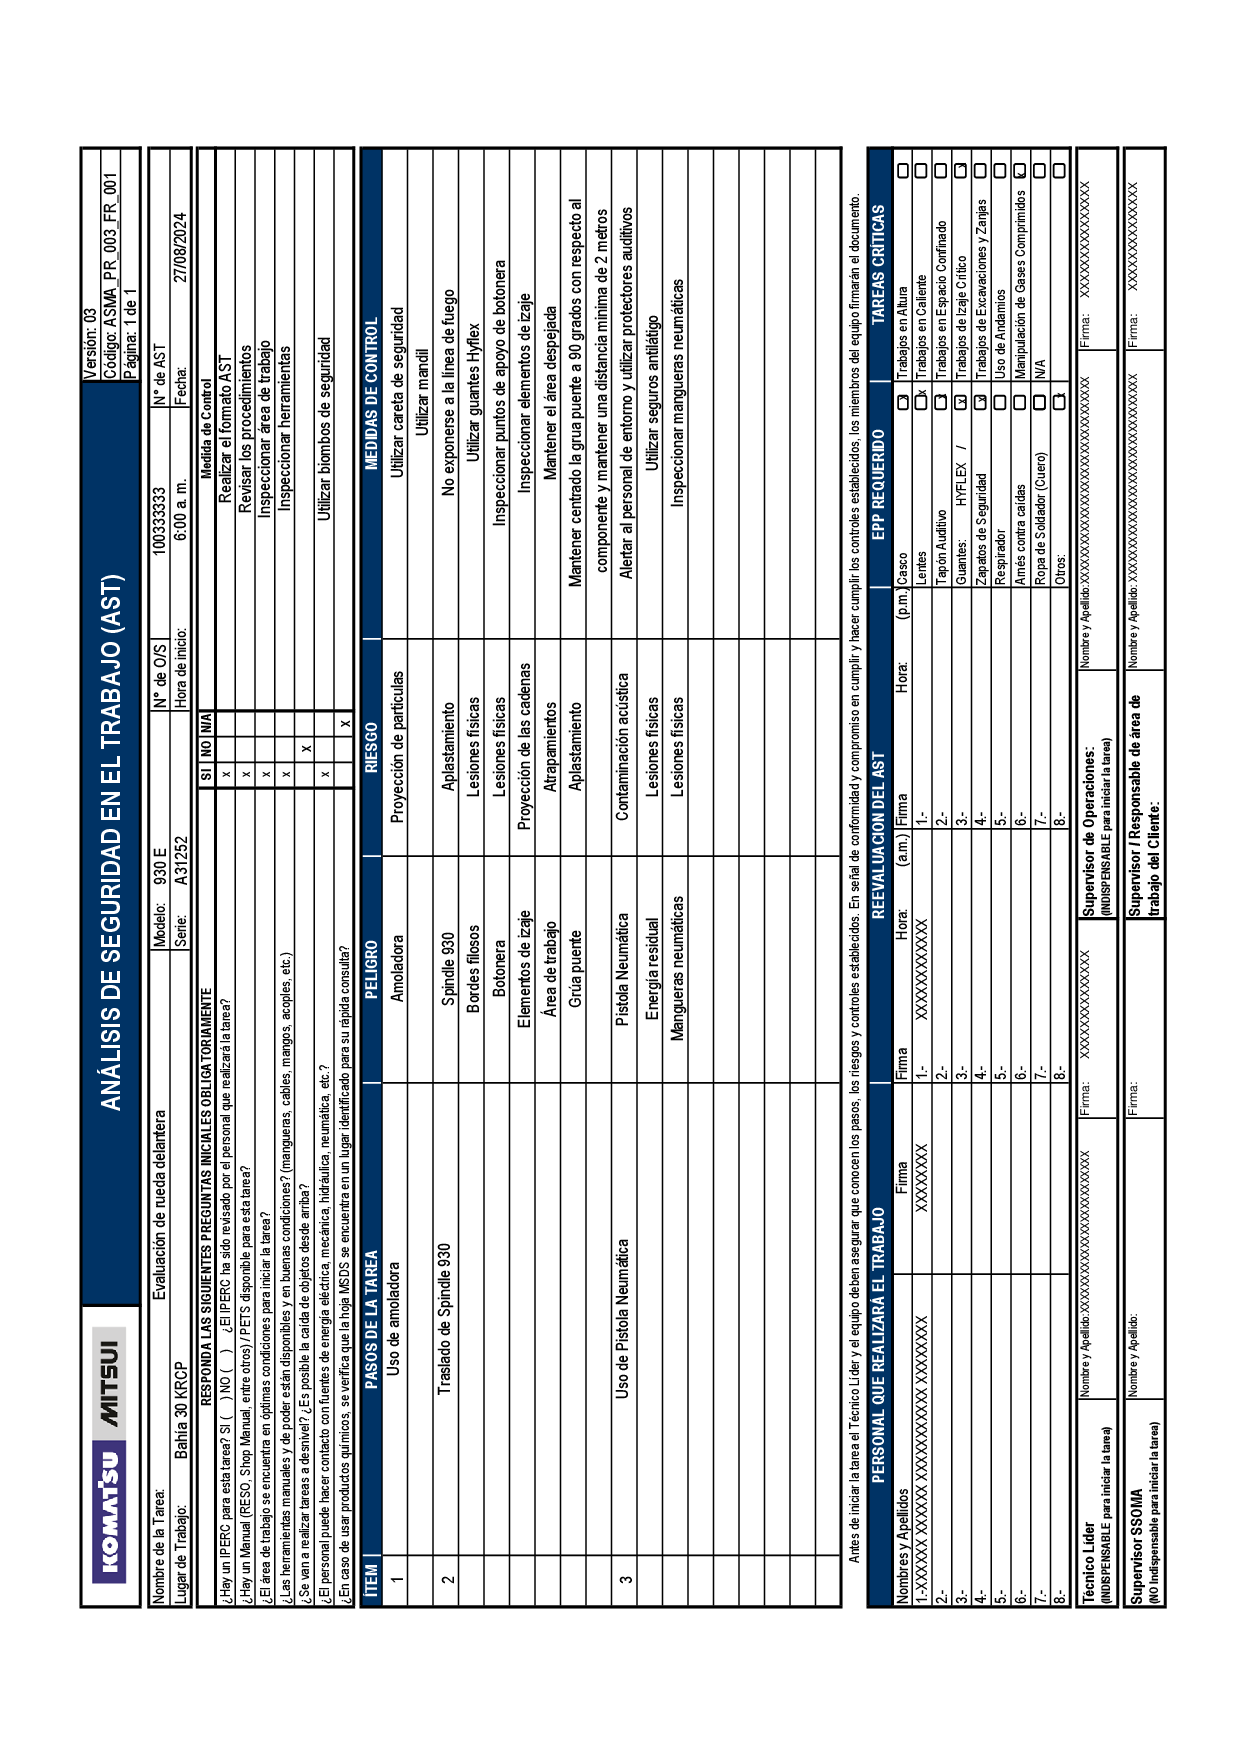 KOMATSU MITSUI
ANÁLISIS DE SEGURIDAD EN EL TRABAJO (AST)
Versión: 03
Código: ASMA_PR_003_FR_001
Página: 1 de 1
Nombre de la Tarea: Evaluación de rueda delantera Modelo: 930 E N° de O/S 10033333 N° de AST
Lugar de Trabajo: Bahía 30 KRCP Serie: A31252 Hora de inicio: 6:00 a. m. Fecha: 27/08/2024
RESPONDA LAS SIGUIENTES PREGUNTAS INICIALES OBLIGATORIAMENTE SI NO N/A Medida de Control
¿Hay un IPERC para esta tarea? SI ( ) NO ( ) ¿El IPERC ha sido revisado por el personal que realizará la tarea? x Realizar el formato AST
¿Hay un Manual (RESO, Shop Manual, entre otros) / PETS disponible para esta tarea? x Revisar los procedimientos
¿El área de trabajo se encuentra en óptimas condiciones para iniciar la tarea? x Inspeccionar área de trabajo
¿Las herramientas manuales y de poder están disponibles y en buenas condiciones? (mangueras, cables, mangos, acoples, etc.) x Inspeccionar herramientas
¿Se van a realizar tareas a desnivel? ¿Es posible la caída de objetos desde arriba? x
¿El personal puede hacer contacto con fuentes de energía eléctrica, mecánica, hidráulica, neumática, etc.? x Utilizar biombos de seguridad
¿En caso de usar productos químicos, se verifica que la hoja MSDS se encuentra en un lugar identificado para su rápida consulta? x
ÍTEM PASOS DE LA TAREA PELIGRO RIESGO MEDIDAS DE CONTROL
1 Uso de amoladora Amoladora Proyección de particulas Utilizar careta de seguridad
Utilizar mandil
2 Traslado de Spindle 930 Spindle 930 Aplastamiento No exponerse a la linea de fuego
Bordes filosos Lesiones fisicas Utilizar guantes Hyflex
Botonera Lesiones fisicas Inspeccionar puntos de apoyo de botonera
Elementos de izaje Proyección de las cadenas Inspeccionar elementos de izaje
Área de trabajo Atrapamientos Mantener el área despejada
Grúa puente Aplastamiento Mantener centrado la grua puente a 90 grados con respecto al
componente y mantener una distancia minima de 2 metros
3 Uso de Pistola Neumática Pistola Neumática Contaminación acústica Alertar al personal de entorno y utilizar protectores auditivos
Energía residual Lesiones fisicas Utilizar seguros antilátigo
Mangueras neumáticas Lesiones fisicas Inspeccionar mangueras neumáticas
Antes de iniciar la tarea el Técnico Líder y el equipo deben asegurar que conocen los pasos, los riesgos y controles establecidos. En señal de conformidad y compromiso en cumplir y hacer cumplir los controles establecidos, los miembros del equipo firmarán el documento.
PERSONAL QUE REALIZARÁ EL TRABAJO REEVALUACION DEL AST EPP REQUERIDO TAREAS CRÍTICAS
Nombres y Apellidos Firma Firma Hora: (a.m.) Firma Hora: (p.m.) Casco x Trabajos en Altura
1.-XXXXXX XXXXXX XXXXXXXXXXXX XXXXXXXX XXXXXXXX 1.- XXXXXXXXXXXX 1.- Lentes x Trabajos en Caliente
2.- 2.- 2.- Tapón Auditivo x Trabajos en Espacio Confinado
3.- 3.- 3.- Guantes: HYFLEX / x Trabajos de Izaje Crítico x
4.- 4.- 4.- Zapatos de Seguridad x Trabajos de Excavaciones y Zanjas
5.- 5.- 5.- Respirador Uso de Andamios
6.- 6.- 6.- Arnés contra caídas Manipulación de Gases Comprimidos x
7.- 7.- 7.- Ropa de Soldador (Cuero) N/A
8.- 8.- 8.- Otros: x
Técnico Líder Nombre y Apellido:XXXXXXXXXXXXXXXXXXXXXXXXXXXXX Firma: XXXXXXXXXXXXX Supervisor de Operaciones: Nombre y Apellido:XXXXXXXXXXXXXXXXXXXXXXXXXXXXXXXX Firma: XXXXXXXXXXXXXX
(INDISPENSABLE para iniciar la tarea) (INDISPENSABLE para iniciar la tarea)
Supervisor SSOMA Nombre y Apellido: Firma: Supervisor / Responsable de área de Nombre y Apellido: XXXXXXXXXXXXXXXXXXXXXXXXXXXXXXXX Firma: XXXXXXXXXXXXX
(NO Indispensable para iniciar la tarea) trabajo del Cliente: